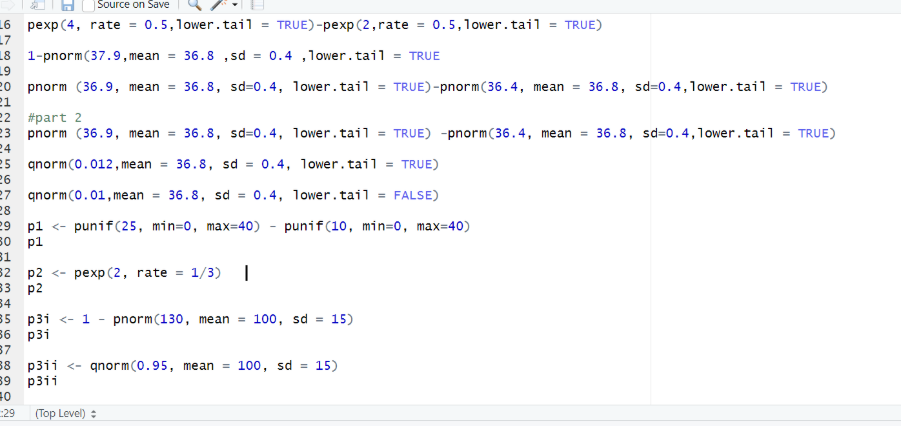 Source on Save
16 pexp(4, rate = 0.5,lower.tail = TRUE)-pexp(2,rate = 0.5,lower.tail = TRUE)
17
18 1-pnorm(37.9,mean = 36.8 ,sd = 0.4 ,lower.tail = TRUE
19
20 pnorm (36.9, mean = 36.8, sd=0.4, lower.tail = TRUE)-pnorm(36.4, mean = 36.8, sd=0.4,lower.tail = TRUE)
21
22 #part 2
23 pnorm (36.9, mean = 36.8, sd=0.4, lower.tail = TRUE) -pnorm(36.4, mean = 36.8, sd=0.4,lower.tail = TRUE)
24
25 qnorm(0.012,mean = 36.8, sd = 0.4, lower.tail = TRUE)
26
27 qnorm(0.01,mean = 36.8, sd = 0.4, lower.tail = FALSE)
28
29 p1 <- punif(25, min=0, max=40) - punif(10, min=0, max=40)
30 p1
31
32 p2 <- pexp(2, rate = 1/3)
33 p2
34
35 p3i <- 1 - pnorm(130, mean = 100, sd = 15)
36 p3i
37
38 p3ii <- qnorm(0.95, mean = 100, sd = 15)
39 p3ii
40
:29 (Top Level)